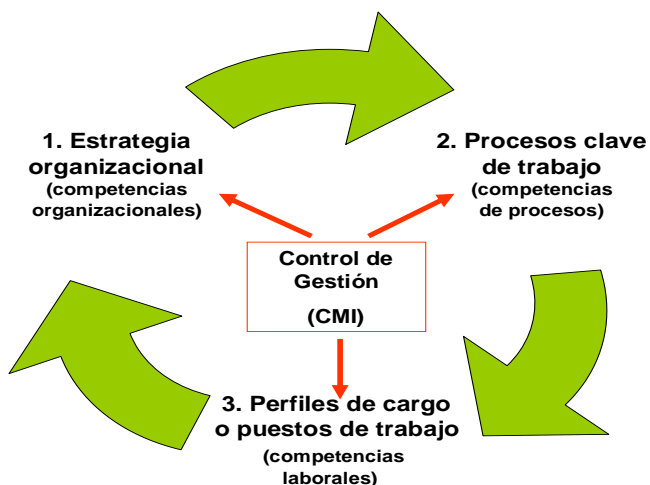 1. Estrategia
organizacional
(competencias
organizacionales)
2. Procesos clave
de trabajo
(competencias
de procesos)
Control de
Gestión
(CMI)
3. Perfiles de cargo
o puestos de trabajo
(competencias
laborales)